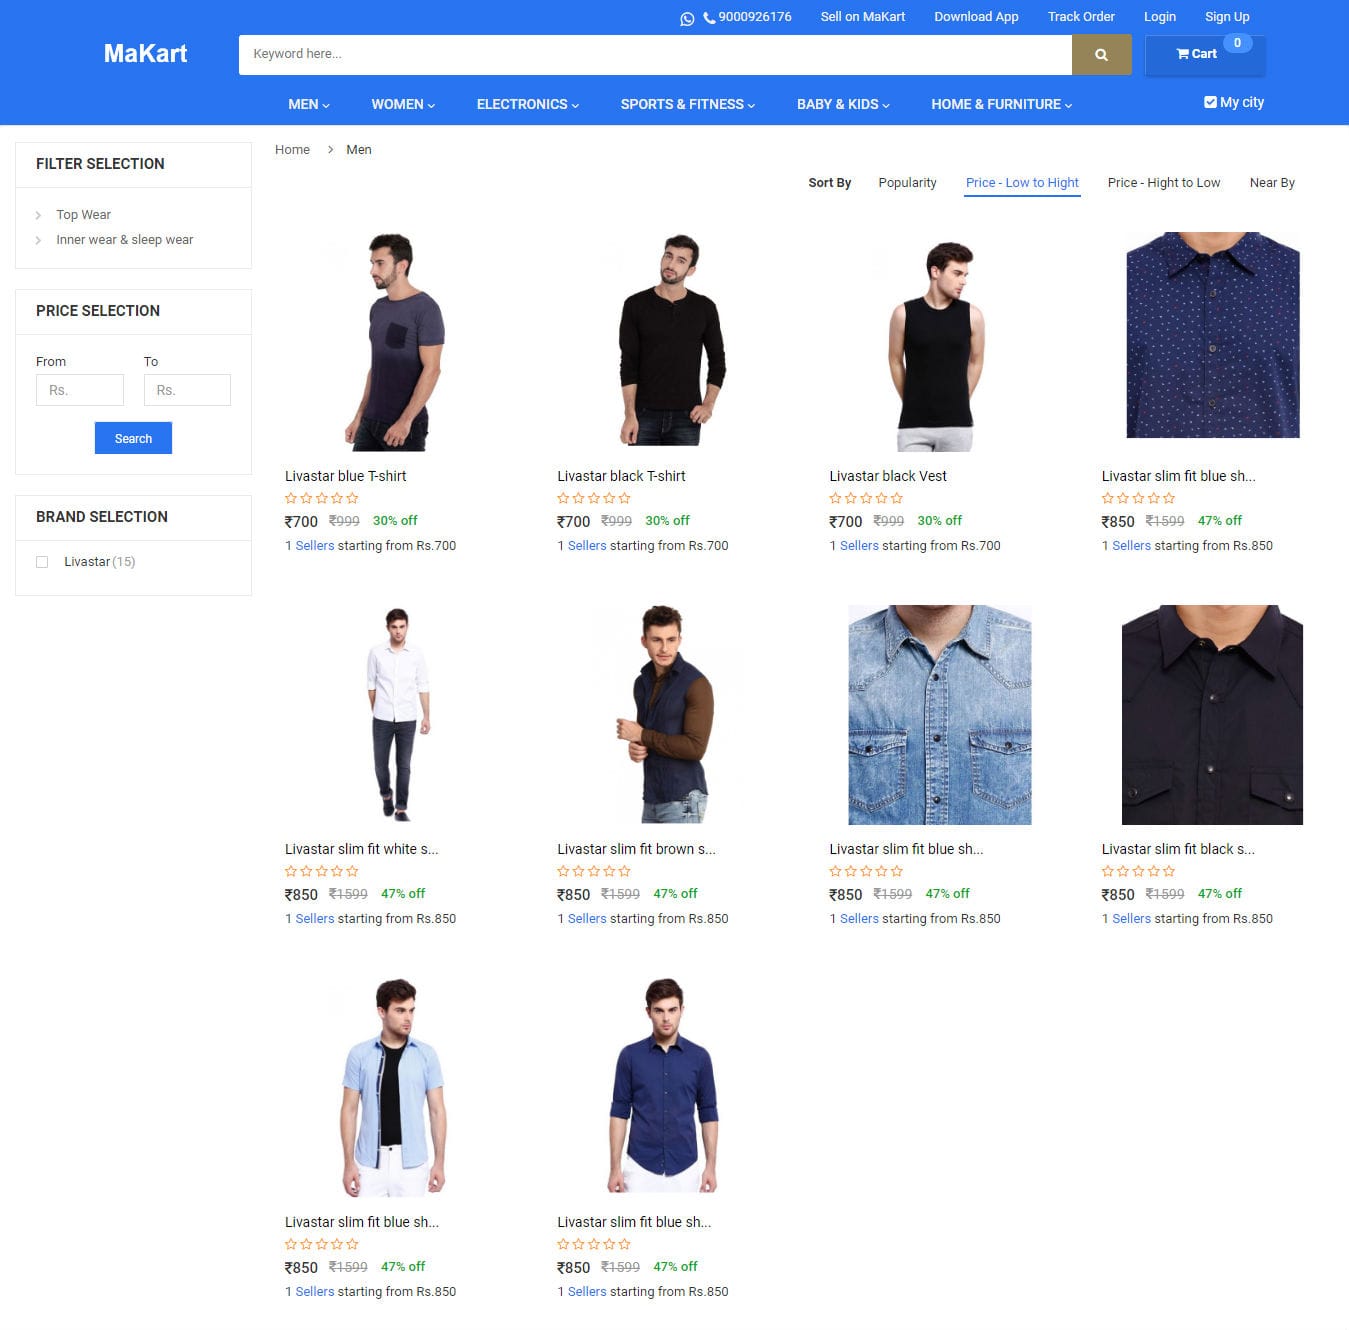 9000926176 Sell on MaKart Download App Track Order Login Sign Up
MaKart Keyword here... Cart 0
MEN WOMEN ELECTRONICS SPORTS & FITNESS BABY & KIDS HOME & FURNITURE My city
Home Men
Sort By Popularity Price - Low to Hight Price - Hight to Low Near By
FILTER SELECTION
Top Wear
Inner wear & sleep wear
PRICE SELECTION
From To
Rs. Rs.
Search
BRAND SELECTION
Livastar (15)
Livastar blue T-shirt Livastar black T-shirt Livastar black Vest Livastar slim fit blue sh...
₹700 ₹999 30% off ₹700 ₹999 30% off ₹700 ₹999 30% off ₹850 ₹1599 47% off
1 Sellers starting from Rs.700 1 Sellers starting from Rs.700 1 Sellers starting from Rs.700 1 Sellers starting from Rs.850
Livastar slim fit white s... Livastar slim fit brown s... Livastar slim fit blue sh... Livastar slim fit black s...
₹850 ₹1599 47% off ₹850 ₹1599 47% off ₹850 ₹1599 47% off ₹850 ₹1599 47% off
1 Sellers starting from Rs.850 1 Sellers starting from Rs.850 1 Sellers starting from Rs.850 1 Sellers starting from Rs.850
Livastar slim fit blue sh... Livastar slim fit blue sh...
₹850 ₹1599 47% off ₹850 ₹1599 47% off
1 Sellers starting from Rs.850 1 Sellers starting from Rs.850